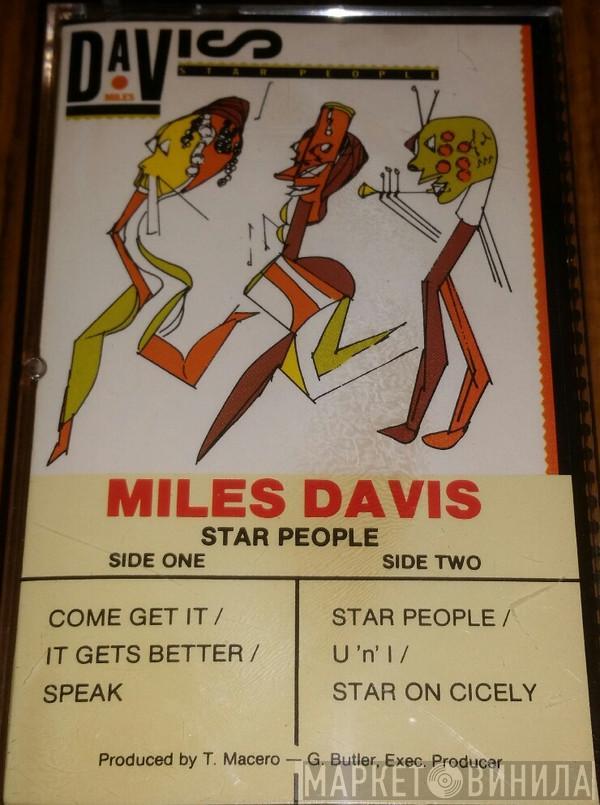 DAVIS
MILES
STAR PEOPLE
MILES DAVIS
STAR PEOPLE
SIDE ONE
SIDE TWO
COME GET IT /
IT GETS BETTER /
SPEAK
STAR PEOPLE /
U 'n' I /
STAR ON CICELY
Produced by T. Macero — G. Butler, Exec. Producer
МАРКЕТ ВИНИЛА